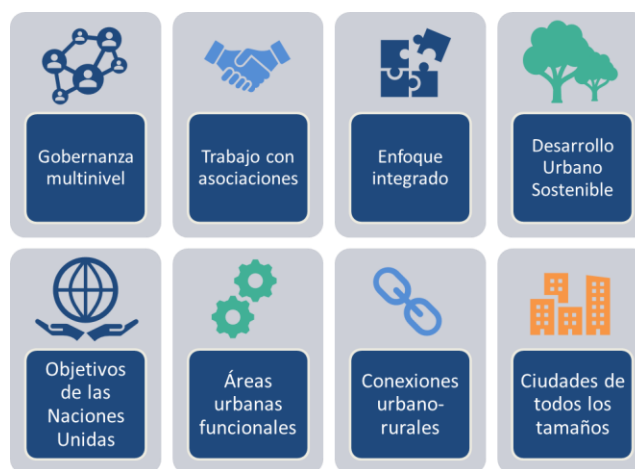 Gobernanza
multinivel
Trabajo con
asociaciones
Enfoque
integrado
Desarrollo
Urbano
Sostenible
Objetivos
de las
Naciones
Unidas
Áreas
urbanas
funcionales
Conexiones
urbano-
rurales
Ciudades de
todos los
tamaños